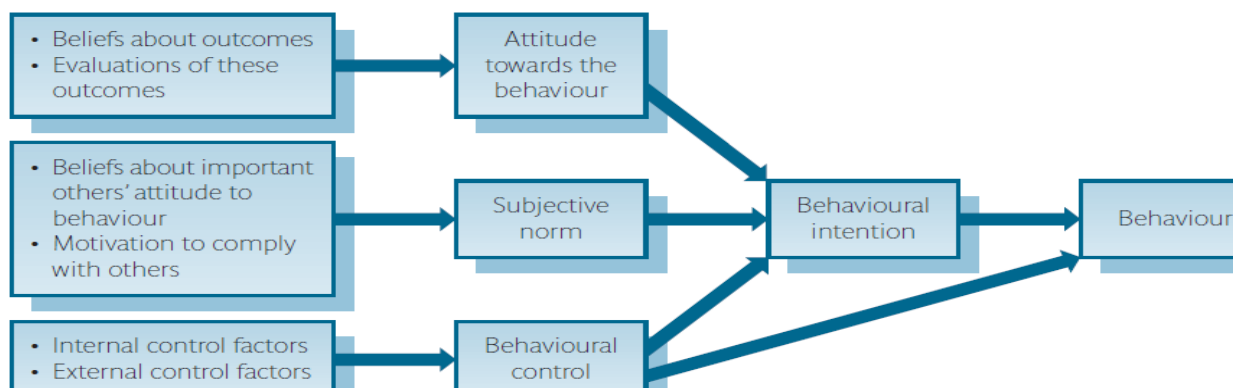 • Beliefs about outcomes
• Evaluations of these
outcomes
Attitude
towards the
behaviour
• Beliefs about important
others' attitude to
behaviour
• Motivation to comply
with others
Subjective
norm
Behavioural
intention
Behaviour
• Internal control factors
• External control factors
Behavioural
control